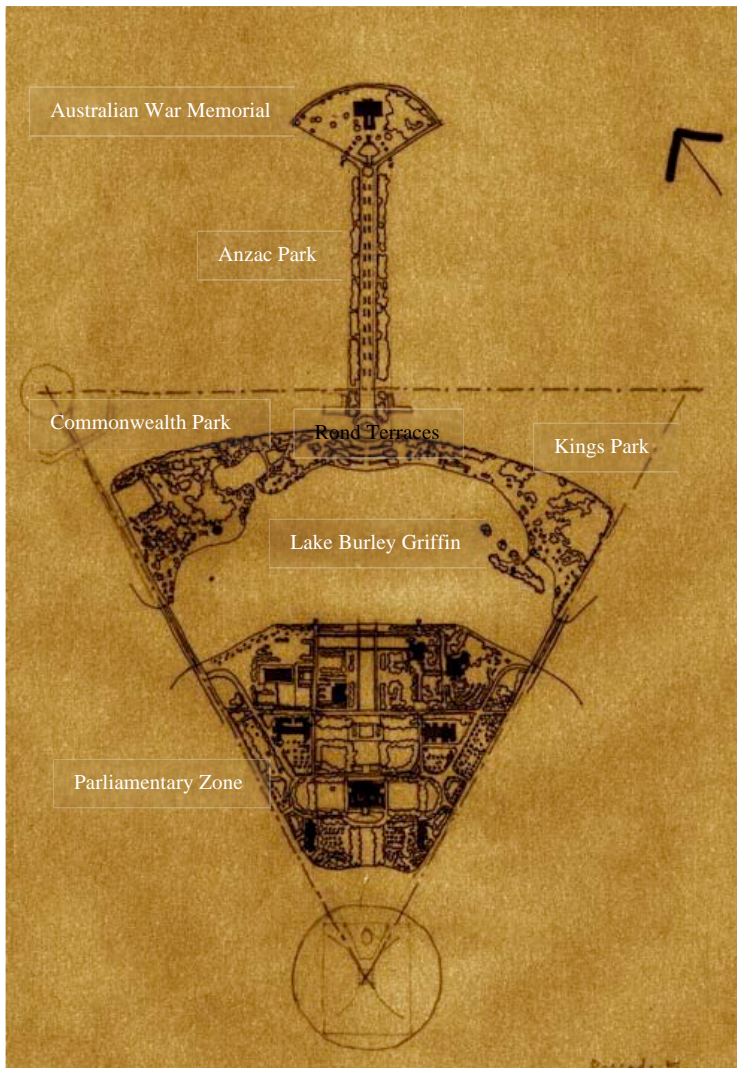 Australian War Memorial
Anzac Park
Commonwealth Park
Rond Terraces
Kings Park
Lake Burley Griffin
Parliamentary Zone